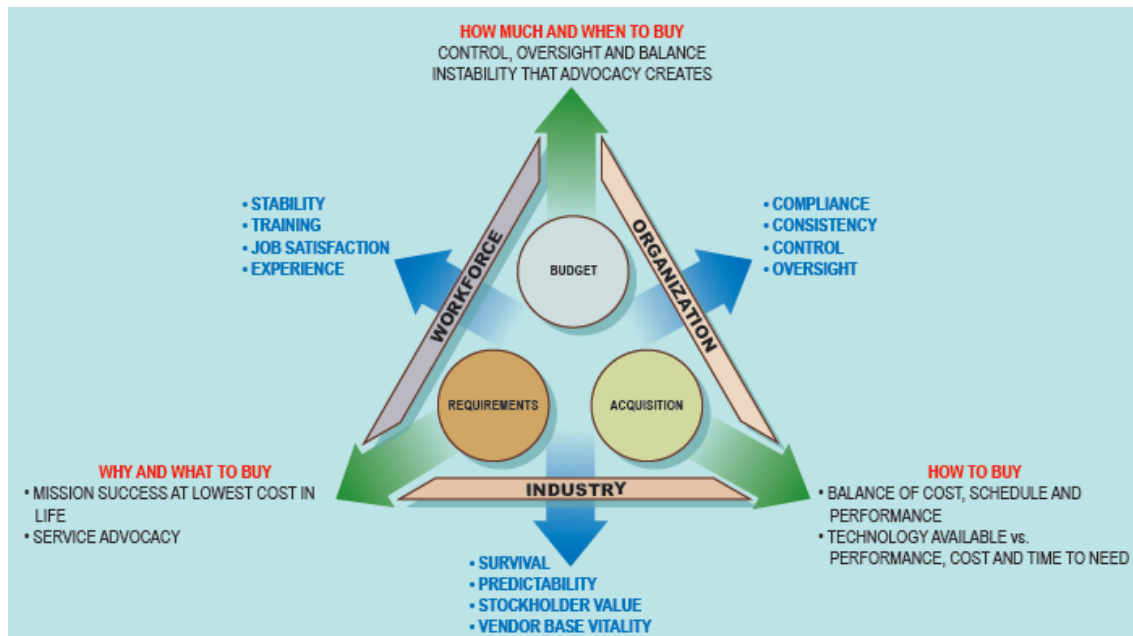 HOW MUCH AND WHEN TO BUY
CONTROL, OVERSIGHT AND BALANCE
INSTABILITY THAT ADVOCACY CREATES
• STABILITY
• TRAINING
• JOB SATISFACTION
• EXPERIENCE
WORKFORCE
BUDGET
ORGANIZATION
• COMPLIANCE
• CONSISTENCY
• CONTROL
• OVERSIGHT
REQUIREMENTS
ACQUISITION
WHY AND WHAT TO BUY
• MISSION SUCCESS AT LOWEST COST IN
LIFE
• SERVICE ADVOCACY
INDUSTRY
HOW TO BUY
• BALANCE OF COST, SCHEDULE AND
PERFORMANCE
• TECHNOLOGY AVAILABLE vs.
PERFORMANCE, COST AND TIME TO NEED
• SURVIVAL
• PREDICTABILITY
• STOCKHOLDER VALUE
• VENDOR BASE VITALITY